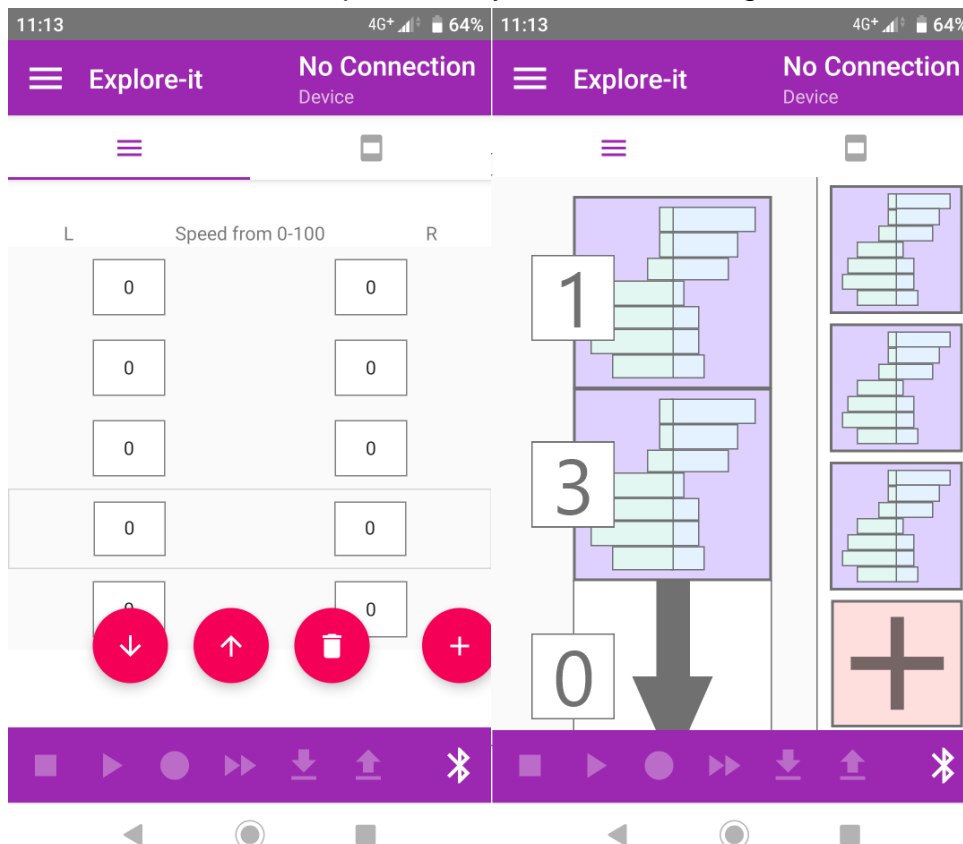 11:13 4G+ 64%
Explore-it No Connection
Device
L Speed from 0-100 R
0 0
0 0
0 0
0 0
0
11:13 4G+ 64%
Explore-it No Connection
Device
1
3
0